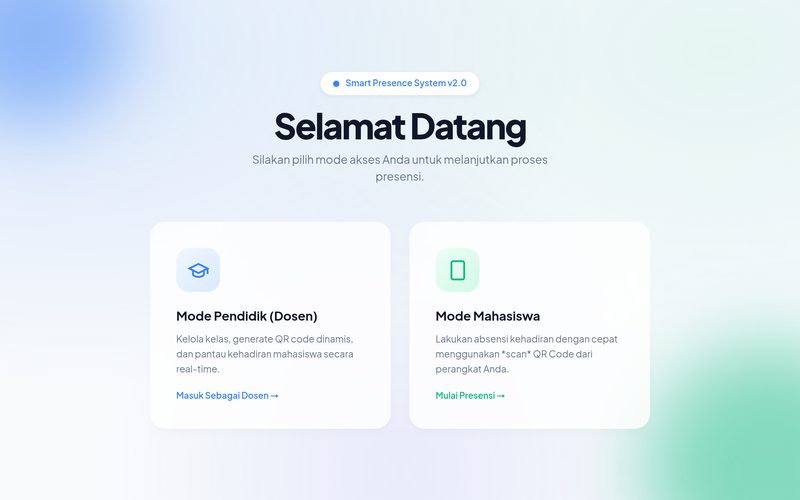 Smart Presence System v2.0
Selamat Datang
Silakan pilih mode akses Anda untuk melanjutkan proses
presensi.
Mode Pendidik (Dosen)
Kelola kelas, generate QR code dinamis,
dan pantau kehadiran mahasiswa secara
real-time.
Masuk Sebagai Dosen →
Mode Mahasiswa
Lakukan absensi kehadiran dengan cepat
menggunakan *scan* QR Code dari
perangkat Anda.
Mulai Presensi →